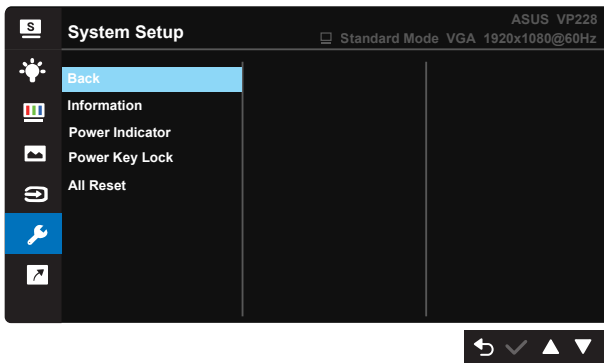 S
System Setup
ASUS VP228
Standard Mode VGA 1920x1080@60Hz
Back
Information
Power Indicator
Power Key Lock
All Reset